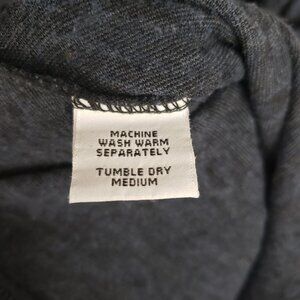 MACHINE
WASH WARM
SEPARATELY
TUMBLE DRY
MEDIUM